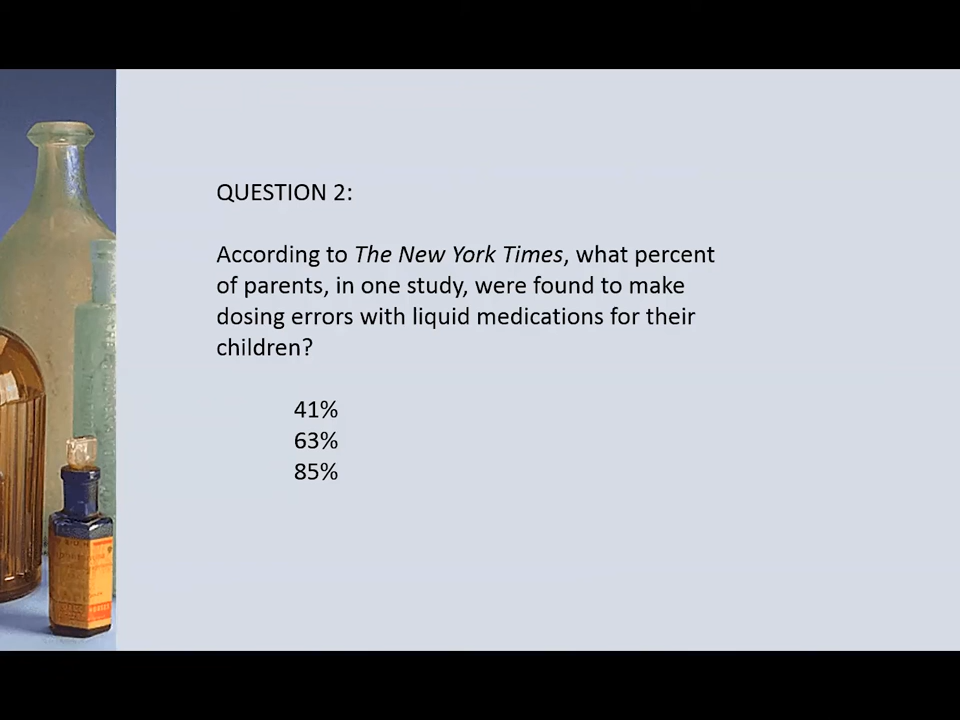 QUESTION 2:
According to The New York Times, what percent
of parents, in one study, were found to make
dosing errors with liquid medications for their
children?
41%
63%
85%